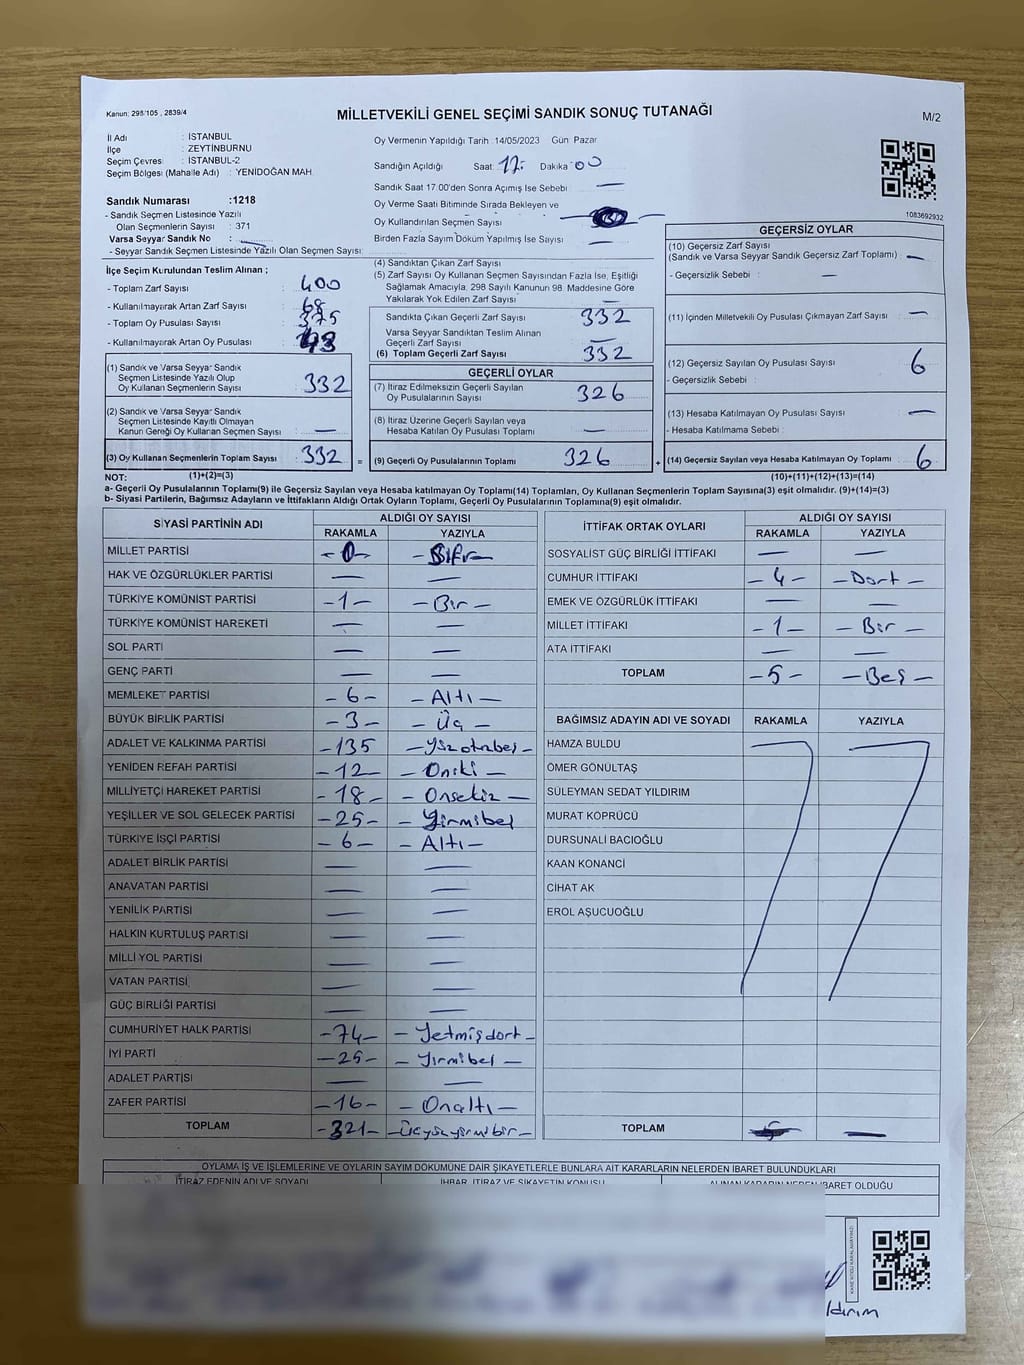 Kanun: 298/105 , 2839/4
MİLLETVEKİLİ GENEL SEÇİMİ SANDIK SONUÇ TUTANAĞI
M/2
İl Adı : İSTANBUL
İlçe : ZEYTİNBURNU
Seçim Çevresi : İSTANBUL-2
Seçim Bölgesi (Mahalle Adı) : YENİDOĞAN MAH.
Oy Vermenin Yapıldığı Tarih :14/05/2023 Gün: Pazar
Sandığın Açıldığı Saat: 17: Dakika: 00
Sandık Saat 17.00'den Sonra Açımış Ise Sebebi : —
Oy Verme Saati Bitiminde Sırada Bekleyen ve
Oy Kullandırılan Seçmen Sayısı :
Birden Fazla Sayım Döküm Yapılmış İse Sayısı : —
Sandık Numarası :1218
- Sandık Seçmen Listesinde Yazılı
Olan Seçmenlerin Sayısı : 371
Varsa Seyyar Sandık No : —
- Seyyar Sandık Seçmen Listesinde Yazılı Olan Seçmen Sayısı:
1083692932
İlçe Seçim Kurulundan Teslim Alınan ;
- Toplam Zarf Sayısı : 400
- Kullanılmayarak Artan Zarf Sayısı : 68
- Toplam Oy Pusulası Sayısı : 375
- Kullanılmayarak Artan Oy Pusulası :
(1) Sandık ve Varsa Seyyar Sandık
Seçmen Listesinde Yazılı Olup
Oy Kullanan Seçmenlerin Sayısı : 332
(2) Sandık ve Varsa Seyyar Sandık
Seçmen Listesinde Kayıtlı Olmayan
Kanun Gereği Oy Kullanan Seçmen Sayısı : —
(3) Oy Kullanan Seçmenlerin Toplam Sayısı : 332 =
(4) Sandıktan Çıkan Zarf Sayısı
(5) Zarf Sayısı Oy Kullanan Seçmen Sayısından Fazla İse, Eşitliği
Sağlamak Amacıyla, 298 Sayılı Kanunun 98. Maddesine Göre
Yakılarak Yok Edilen Zarf Sayısı : —
Sandıkta Çıkan Geçerli Zarf Sayısı : 332
Varsa Seyyar Sandıktan Teslim Alınan
Geçerli Zarf Sayısı : —
(6) Toplam Geçerli Zarf Sayısı : 332
GEÇERLİ OYLAR
(7) İtiraz Edilmeksizin Geçerli Sayılan
Oy Pusulalarının Sayısı : 326
(8) İtiraz Üzerine Geçerli Sayılan veya
Hesaba Katılan Oy Pusulası Toplamı : —
(9) Geçerli Oy Pusulalarının Toplamı : 326 +
GEÇERSİZ OYLAR
(10) Geçersiz Zarf Sayısı
(Sandık ve Varsa Seyyar Sandık Geçersiz Zarf Toplamı) : —
- Geçersizlik Sebebi : —
(11) İçinden Milletvekili Oy Pusulası Çıkmayan Zarf Sayısı : —
(12) Geçersiz Sayılan Oy Pusulası Sayısı : 6
- Geçersizlik Sebebi :
(13) Hesaba Katılmayan Oy Pusulası Sayısı : —
- Hesaba Katılmama Sebebi :
(14) Geçersiz Sayılan veya Hesaba Katılmayan Oy Toplamı : 6
NOT: (1)+(2)=(3) (10)+(11)+(12)+(13)=(14)
a- Geçerli Oy Pusulalarının Toplamı(9) ile Geçersiz Sayılan veya Hesaba katılmayan Oy Toplamı(14) Toplamları, Oy Kullanan Seçmenlerin Toplam Sayısına(3) eşit olmalıdır. (9)+(14)=(3)
b- Siyasi Partilerin, Bağımsız Adayların ve İttifakların Aldığı Ortak Oyların Toplamı, Geçerli Oy Pusulalarının Toplamına(9) eşit olmalıdır.
SİYASİ PARTİNİN ADI ALDIĞI OY SAYISI
RAKAMLA YAZIYLA
MİLLET PARTİSİ -0- -Sıfır-
HAK VE ÖZGÜRLÜKLER PARTİSİ — —
TÜRKİYE KOMÜNİST PARTİSİ -1- -Bir-
TÜRKİYE KOMÜNİST HAREKETİ — —
SOL PARTİ — —
GENÇ PARTİ — —
MEMLEKET PARTİSİ -6- -Altı-
BÜYÜK BİRLİK PARTİSİ -3- -Üç-
ADALET VE KALKINMA PARTİSİ -135 -Yüzotuzbeş-
YENİDEN REFAH PARTİSİ -12- -Oniki-
MİLLİYETÇİ HAREKET PARTİSİ -18- -Onsekiz-
YEŞİLLER VE SOL GELECEK PARTİSİ -25- -Yirmibeş
TÜRKİYE İŞÇİ PARTİSİ -6- -Altı-
ADALET BİRLİK PARTİSİ — —
ANAVATAN PARTİSİ — —
YENİLİK PARTİSİ — —
HALKIN KURTULUŞ PARTİSİ — —
MİLLİ YOL PARTİSİ — —
VATAN PARTİSİ — —
GÜÇ BİRLİĞİ PARTİSİ — —
CUMHURİYET HALK PARTİSİ -74- -Yetmişdört-
İYİ PARTİ -25- -Yirmibeş-
ADALET PARTİSİ — —
ZAFER PARTİSİ -16- -Onaltı-
TOPLAM -321- -Üçyüzyirmibir-
İTTİFAK ORTAK OYLARI ALDIĞI OY SAYISI
RAKAMLA YAZIYLA
SOSYALİST GÜÇ BİRLİĞİ İTTİFAKI — —
CUMHUR İTTİFAKI -4- -Dört-
EMEK VE ÖZGÜRLÜK İTTİFAKI — —
MİLLET İTTİFAKI -1- -Bir-
ATA İTTİFAKI — —
TOPLAM -5- -Beş-
BAĞIMSIZ ADAYIN ADI VE SOYADI RAKAMLA YAZIYLA
HAMZA BULDU
ÖMER GÖNÜLTAŞ
SÜLEYMAN SEDAT YILDIRIM
MURAT KÖPRÜCÜ
DURSUNALİ BACIOĞLU
KAAN KONANCİ
CİHAT AK
EROL AŞUCUOĞLU
TOPLAM —
OYLAMA İŞ VE İŞLEMLERİNE VE OYLARIN SAYIM DÖKÜMÜNE DAİR ŞİKAYETLERLE BUNLARA AİT KARARLARIN NELERDEN İBARET BULUNDUKLARI
İTİRAZ EDENİN ADI VE SOYADI İHBAR, İTİRAZ VE ŞİKAYETİN KONUSU ALINAN KARARIN NEDEN İBARET OLDUĞU
KARE KODU KARALAMAYINIZ!
ldırım